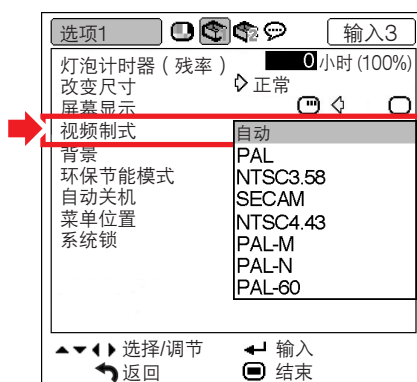 选项1 输入3
灯泡计时器（残率） 0 小时 (100%)
改变尺寸 正常
屏幕显示
视频制式 自动
PAL
背景
NTSC3.58
环保节能模式
SECAM
自动关机
NTSC4.43
菜单位置
PAL-M
系统锁
PAL-N
PAL-60
选择/调节 输入
返回 结束